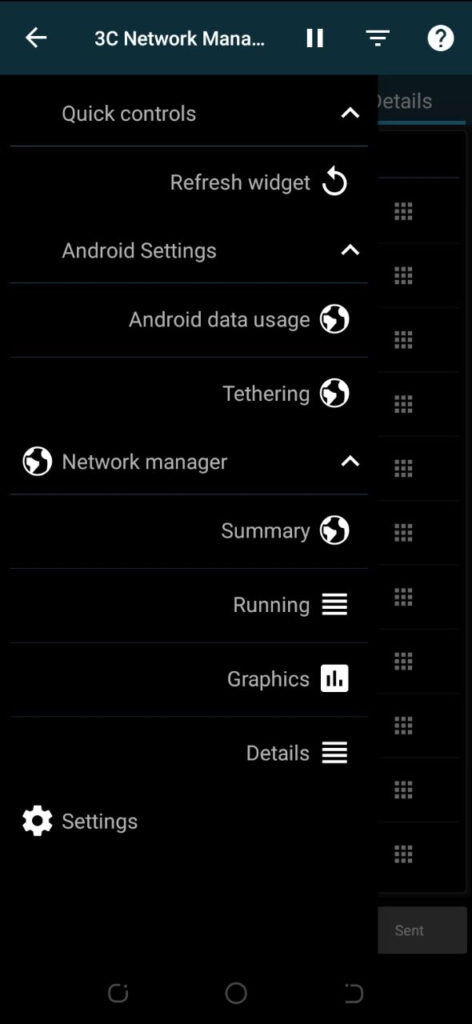 3C Network Mana...
Details
Quick controls
Refresh widget
Android Settings
Android data usage
Tethering
Network manager
Summary
Running
Graphics
Details
Settings
Sent